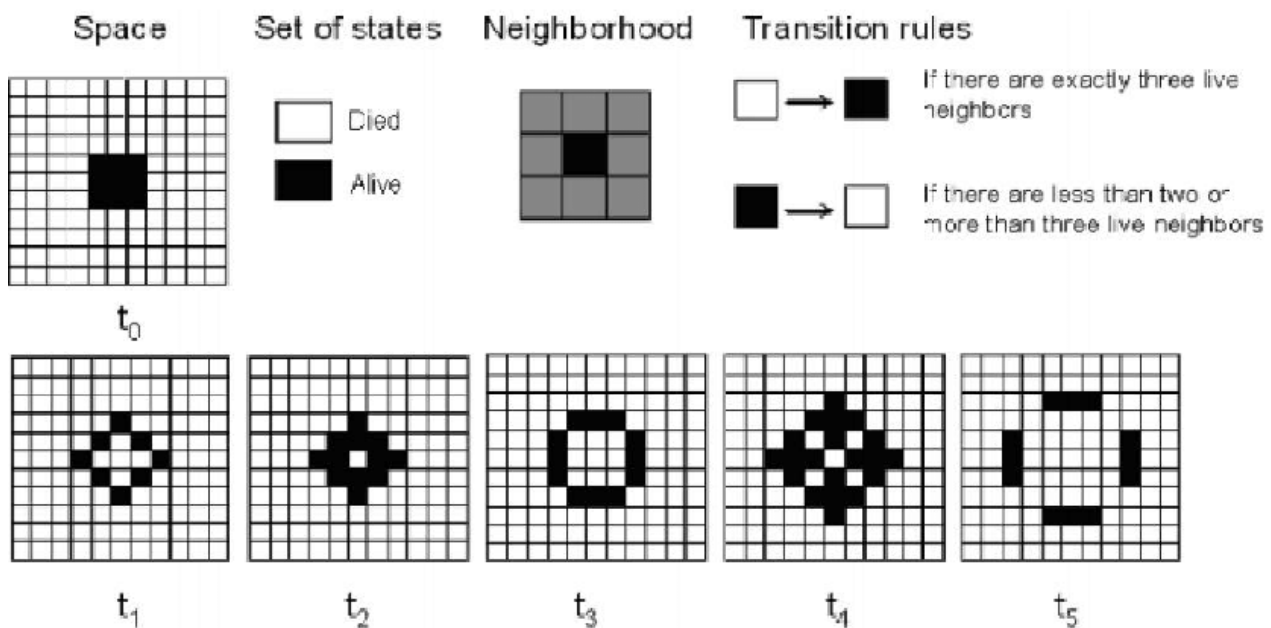 Space
Set of states
Neighborhood
Transition rules
Died
Alive
If there are exactly three live
neighbors
If there are less than two or
more than three live neighbors
t0
t1
t2
t3
t4
t5